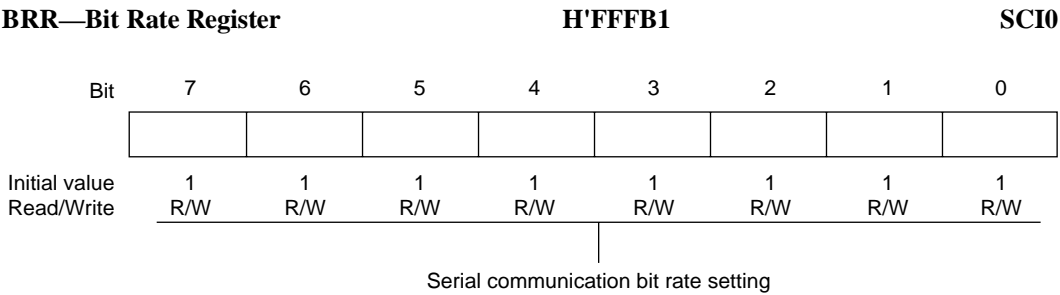 BRR—Bit Rate Register H'FFFB1 SCI0
Bit 7 6 5 4 3 2 1 0
Initial value 1 1 1 1 1 1 1 1
Read/Write R/W R/W R/W R/W R/W R/W R/W R/W
Serial communication bit rate setting